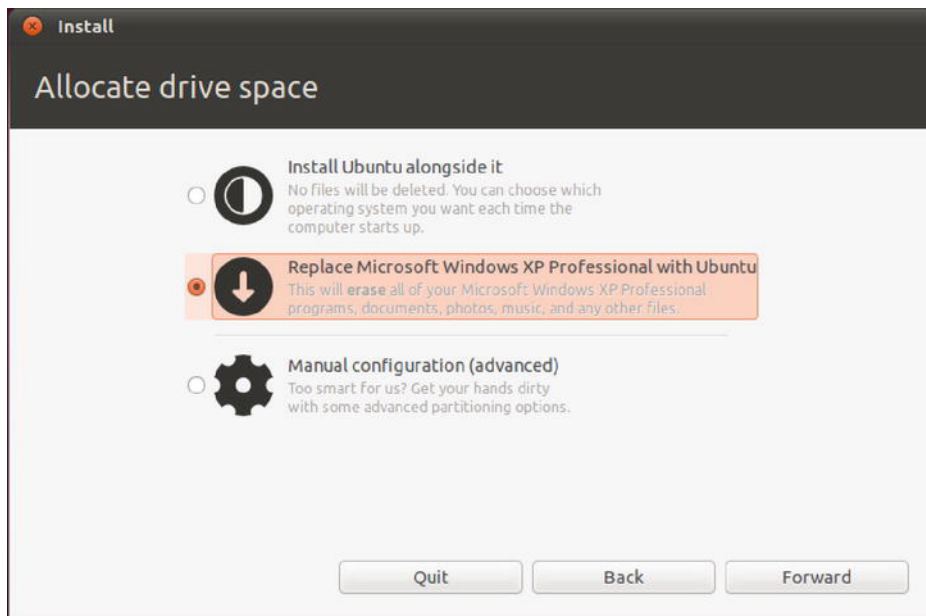 Install
Allocate drive space
Install Ubuntu alongside it
No files will be deleted. You can choose which
operating system you want each time the
computer starts up.
Replace Microsoft Windows XP Professional with Ubuntu
This will erase all of your Microsoft Windows XP Professional
programs, documents, photos, music, and any other files.
Manual configuration (advanced)
Too smart for us? Get your hands dirty
with some advanced partitioning options.
Quit
Back
Forward